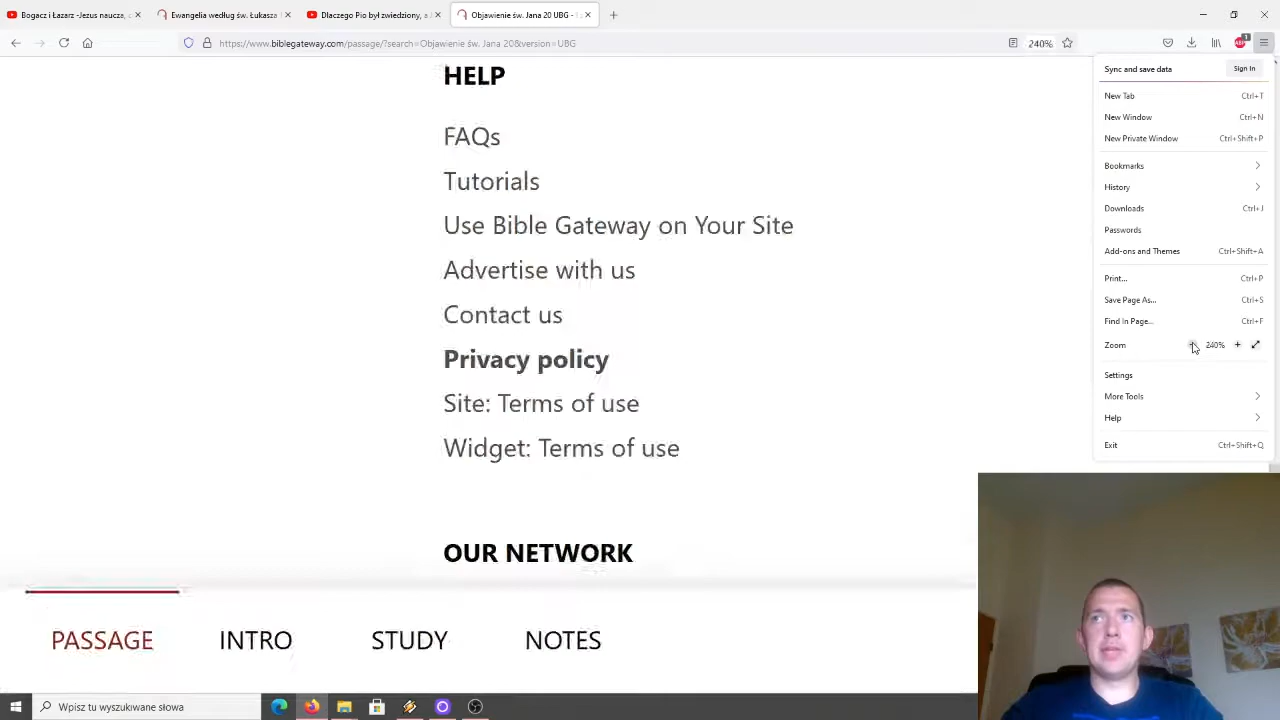 Bogacz i Łazarz -Jezus naucza, c
Ewangelia według św. Łukasza 1
Dlaczego Pio był zwiedziony, a J
Objawienie św. Jana 20 UBG -
https://www.biblegateway.com/passage/?search=Objawienie św. Jana 20&version=UBG
240%
ABP
1
Sync and save data
Sign In
New Tab Ctrl+T
New Window Ctrl+N
New Private Window Ctrl+Shift+P
Bookmarks
History
Downloads Ctrl+J
Passwords
Add-ons and Themes Ctrl+Shift+A
Print... Ctrl+P
Save Page As... Ctrl+S
Find In Page... Ctrl+F
Zoom 240% +
Settings
More Tools
Help
Exit Ctrl+Shift+Q
HELP
FAQs
Tutorials
Use Bible Gateway on Your Site
Advertise with us
Contact us
Privacy policy
Site: Terms of use
Widget: Terms of use
OUR NETWORK
PASSAGE INTRO STUDY NOTES
Wpisz tu wyszukiwane słowa